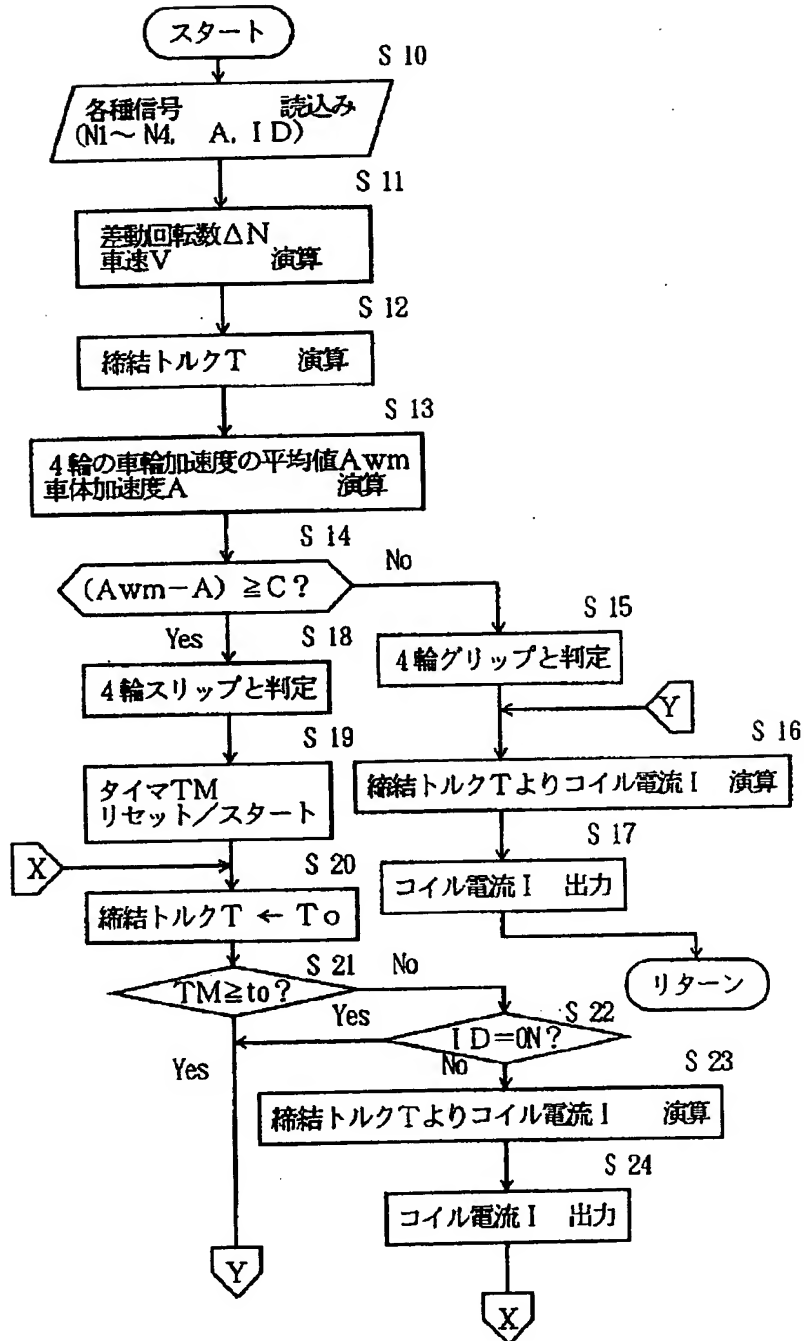 スタート
S 10
各種信号 読込み
(N1～N4, A, ID)
S 11
差動回転数ΔN
車速V 演算
S 12
締結トルクT 演算
S 13
4輪の車輪加速度の平均値Awm
車体加速度A 演算
S 14
(Awm－A)≧C?
No
Yes
S 15
4輪グリップと判定
Y
S 16
締結トルクTよりコイル電流I 演算
S 17
コイル電流I 出力
リターン
S 18
4輪スリップと判定
S 19
タイマTM
リセット／スタート
X
S 20
締結トルクT ← To
S 21
TM≧to?
No
Yes
S 22
ID=ON?
Yes
No
S 23
締結トルクTよりコイル電流I 演算
S 24
コイル電流I 出力
Y
X